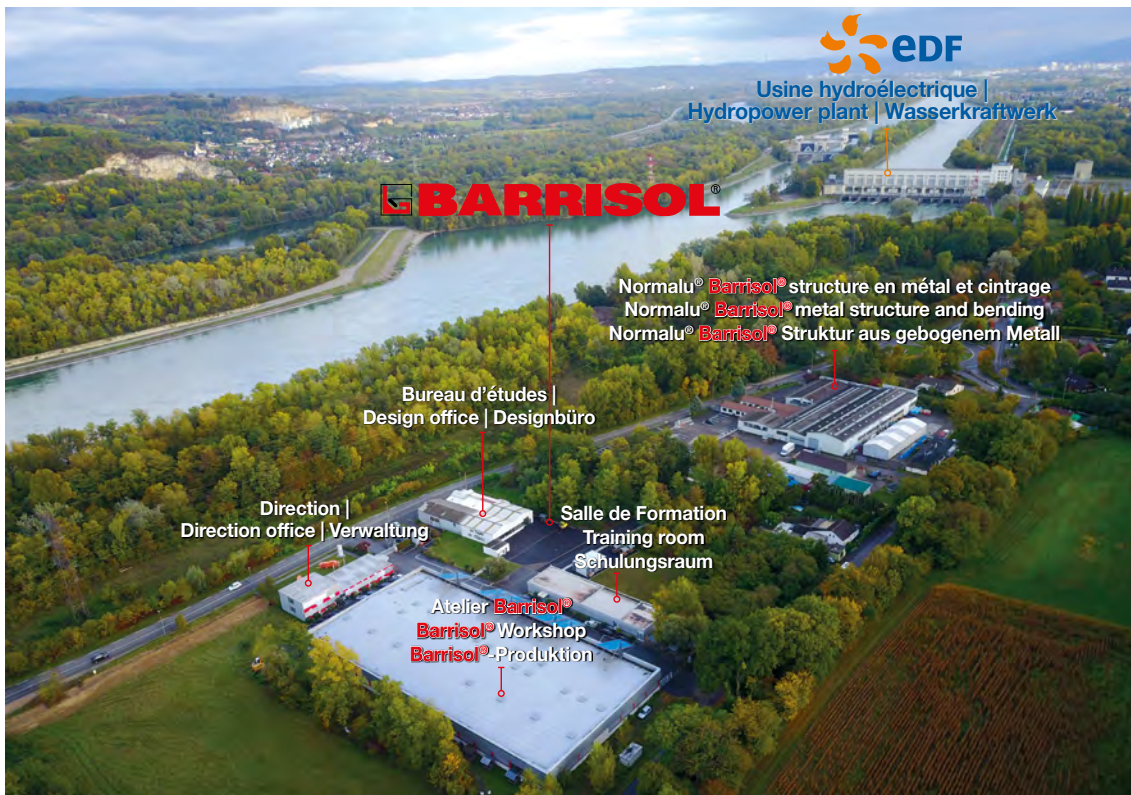 eDF
Usine hydroélectrique |
Hydropower plant | Wasserkraftwerk
BARRISOL®
Normalu® Barrisol® structure en métal et cintrage
Normalu® Barrisol® metal structure and bending
Normalu® Barrisol® Struktur aus gebogenem Metall
Bureau d’études |
Design office | Designbüro
Direction |
Direction office | Verwaltung
Salle de Formation
Training room
Schulungsraum
Atelier Barrisol®
Barrisol® Workshop
Barrisol®-Produktion